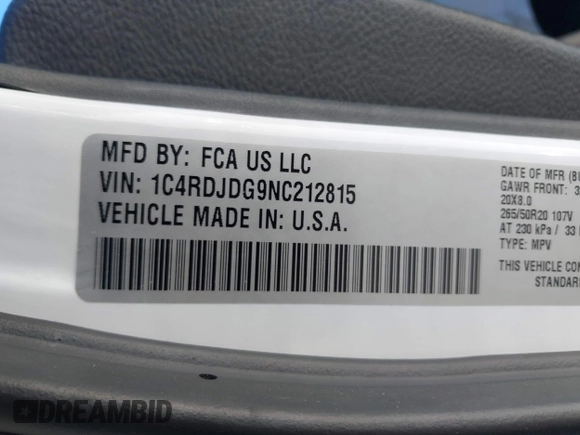 MFD BY: FCA US LLC
VIN: 1C4RDJDG9NC212815
VEHICLE MADE IN: U.S.A.
DATE OF MFR
GAWR FRONT:
20X8.0
265/50R20 107V
AT 230 kPa / 33
TYPE: MPV
THIS VEHICLE
DREAMBID